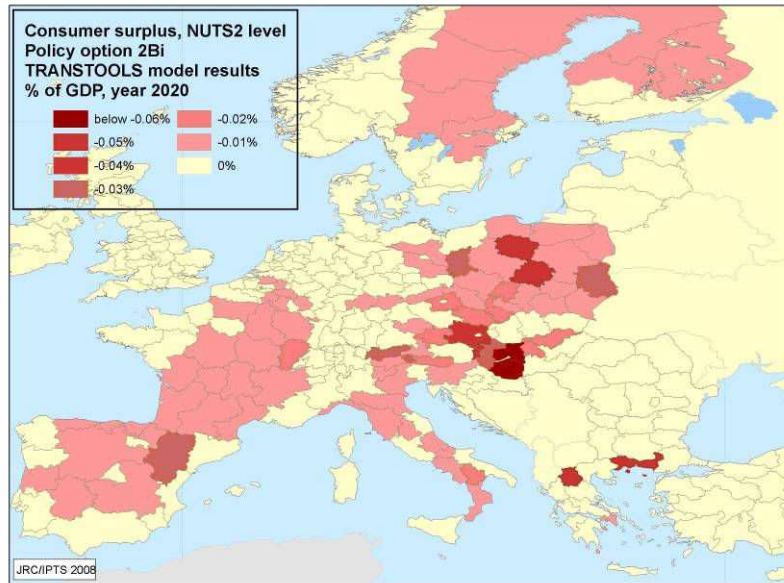 Consumer surplus, NUTS2 level
Policy option 2Bi
TRANSTOOLS model results
% of GDP, year 2020
below -0.06%
-0.02%
-0.05%
-0.01%
-0.04%
0%
-0.03%
JRC/IPTS 2008